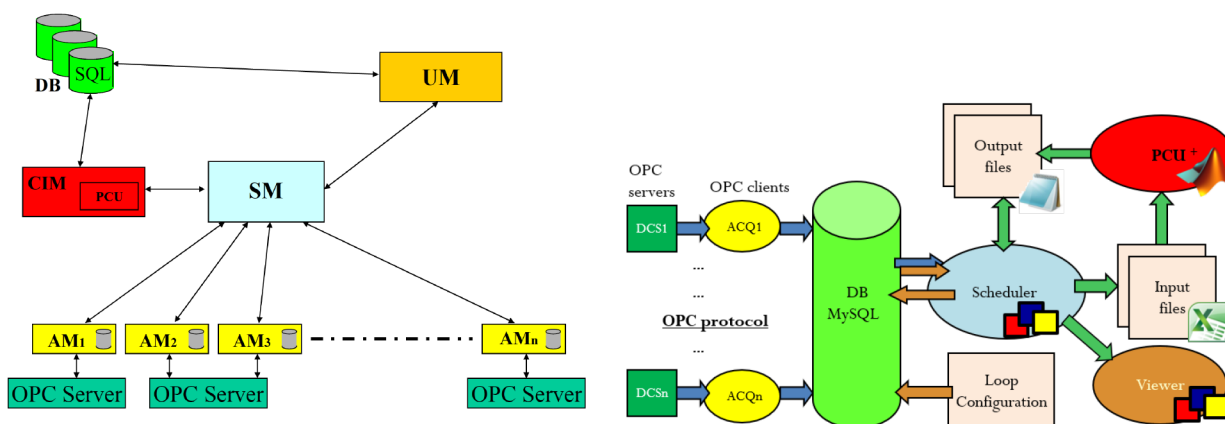 SQL
DB
UM
CIM
PCU
SM
AM1
AM2
AM3
AMn
OPC Server
OPC Server
OPC Server
OPC
servers
OPC clients
DCS1
ACQ1
...
...
OPC protocol
...
DCSn
ACQn
DB
MySQL
Output
files
PCU +
Scheduler
Input
files
Loop
Configuration
Viewer